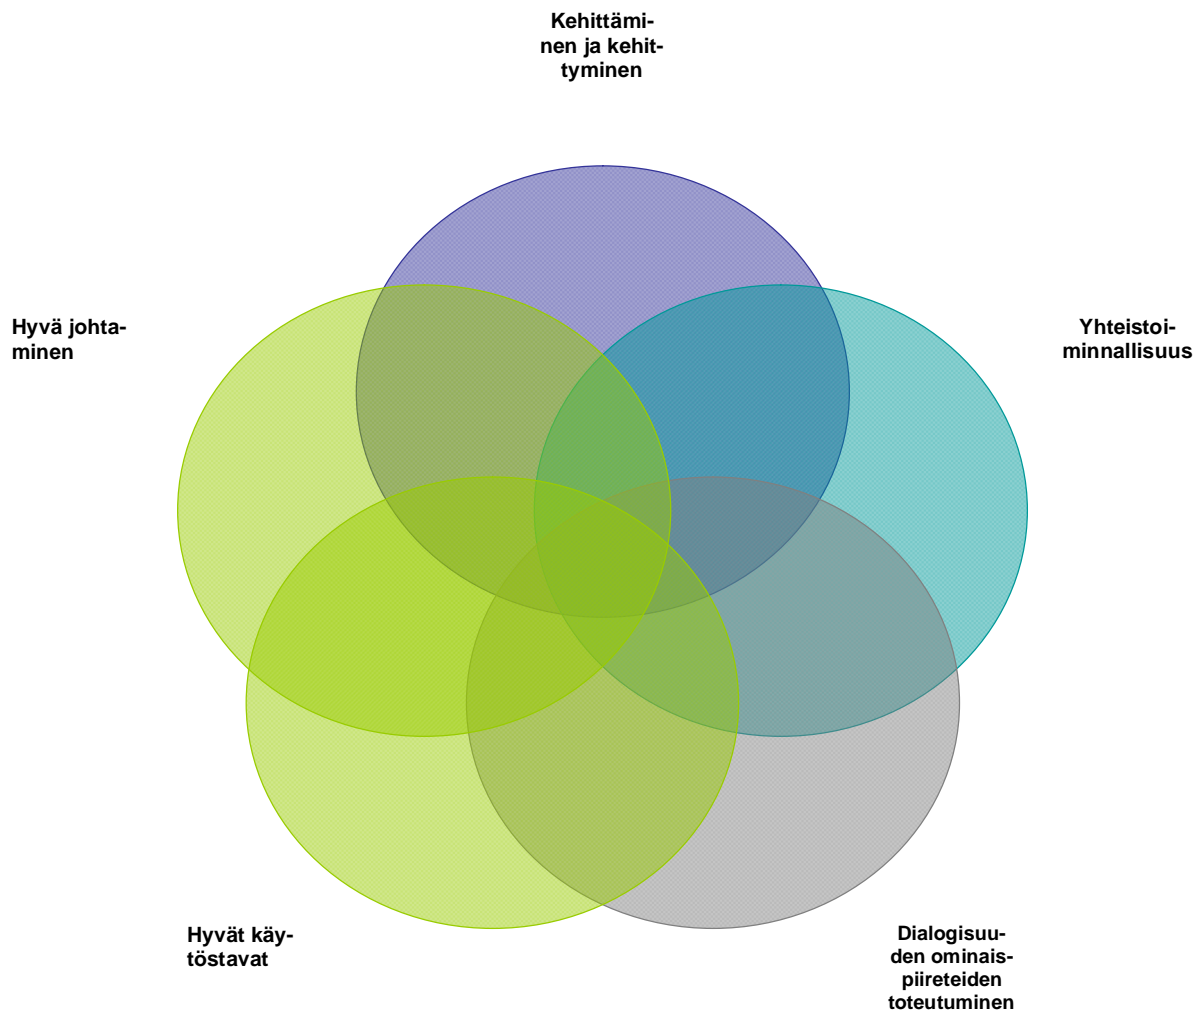 Kehittämi-
nen ja kehit-
tyminen
Hyvä johta-
minen
Yhteistoi-
minnallisuus
Hyvät käy-
töstavat
Dialogisuu-
den ominais-
piireteiden
toteutuminen